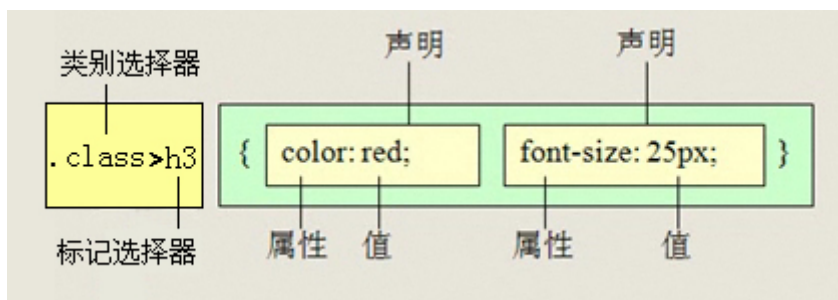 声明 声明
类别选择器
.class>h3 { color: red; font-size: 25px; }
标记选择器 属性 值 属性 值